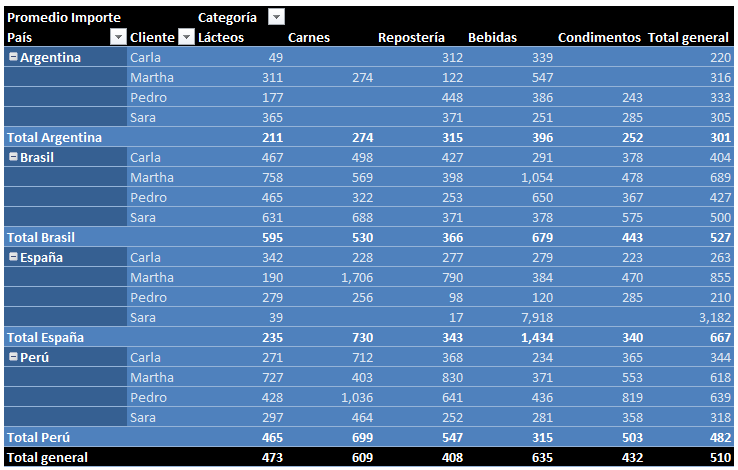 Promedio Importe Categoría
País Cliente Lácteos Carnes Repostería Bebidas Condimentos Total general
Argentina Carla 49 312 339 220
Martha 311 274 122 547 316
Pedro 177 448 386 243 333
Sara 365 371 251 285 305
Total Argentina 211 274 315 396 252 301
Brasil Carla 467 498 427 291 378 404
Martha 758 569 398 1,054 478 689
Pedro 465 322 253 650 367 427
Sara 631 688 371 378 575 500
Total Brasil 595 530 366 679 443 527
España Carla 342 228 277 279 223 263
Martha 190 1,706 790 384 470 855
Pedro 279 256 98 120 285 210
Sara 39 17 7,918 3,182
Total España 235 730 343 1,434 340 667
Perú Carla 271 712 368 234 365 344
Martha 727 403 830 371 553 618
Pedro 428 1,036 641 436 819 639
Sara 297 464 252 281 358 318
Total Perú 465 699 547 315 503 482
Total general 473 609 408 635 432 510